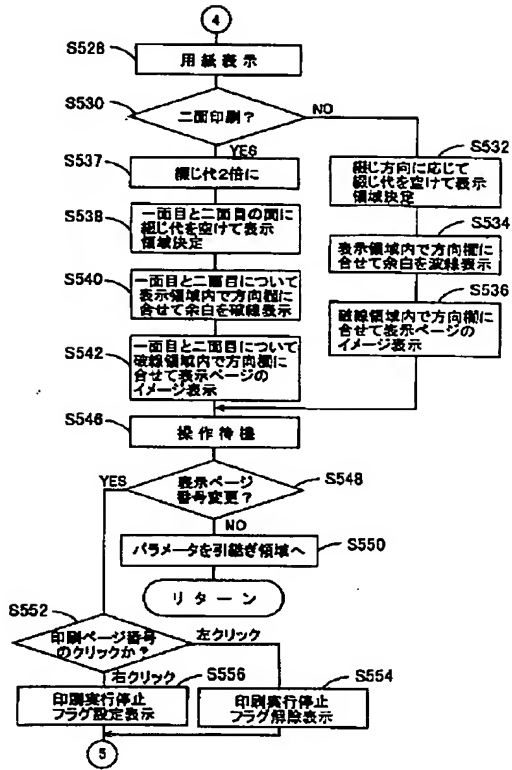 4
S528
用紙表示
S530
二面印刷?
NO
YES
S537
綴じ代2倍に
S532
綴じ方向に応じて
綴じ代を空けて表示
領域決定
S538
一面目と二面目の面に
綴じ代を空けて表示
領域決定
S534
表示領域内で方向欄に
合せて余白を波線表示
S540
一面目と二面目について
表示領域内で方向欄に
合せて余白を破線表示
S536
破線領域内で方向欄に
合せて表示ページの
イメージ表示
S542
一面目と二面目について
破線領域内で方向欄に
合せて表示ページの
イメージ表示
S546
操作待機
YES
表示ページ
番号変更?
S548
NO
パラメータを引継ぎ領域へ
S550
リターン
S552
印刷ページ番号
のクリックか?
左クリック
右クリック
S556
印刷実行停止
フラグ設定表示
S554
印刷実行停止
フラグ解除表示
5